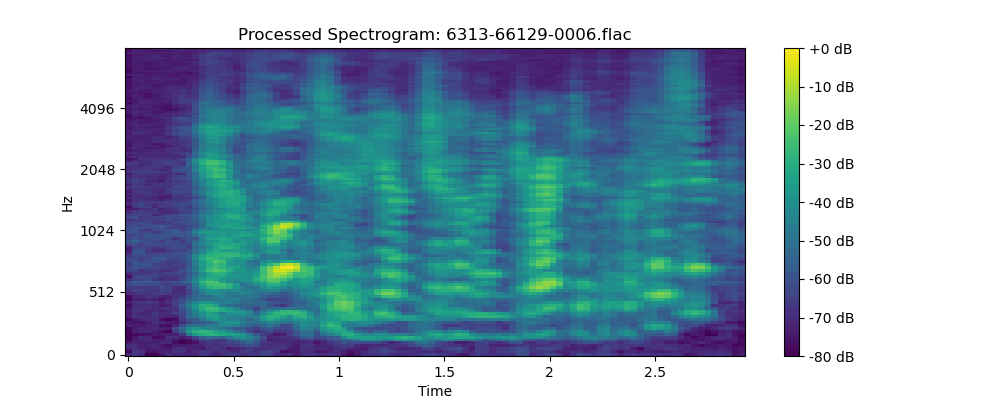 Processed Spectrogram: 6313-66129-0006.flac
Hz
4096
2048
1024
512
0
0 0.5 1 1.5 2 2.5
Time
+0 dB
-10 dB
-20 dB
-30 dB
-40 dB
-50 dB
-60 dB
-70 dB
-80 dB